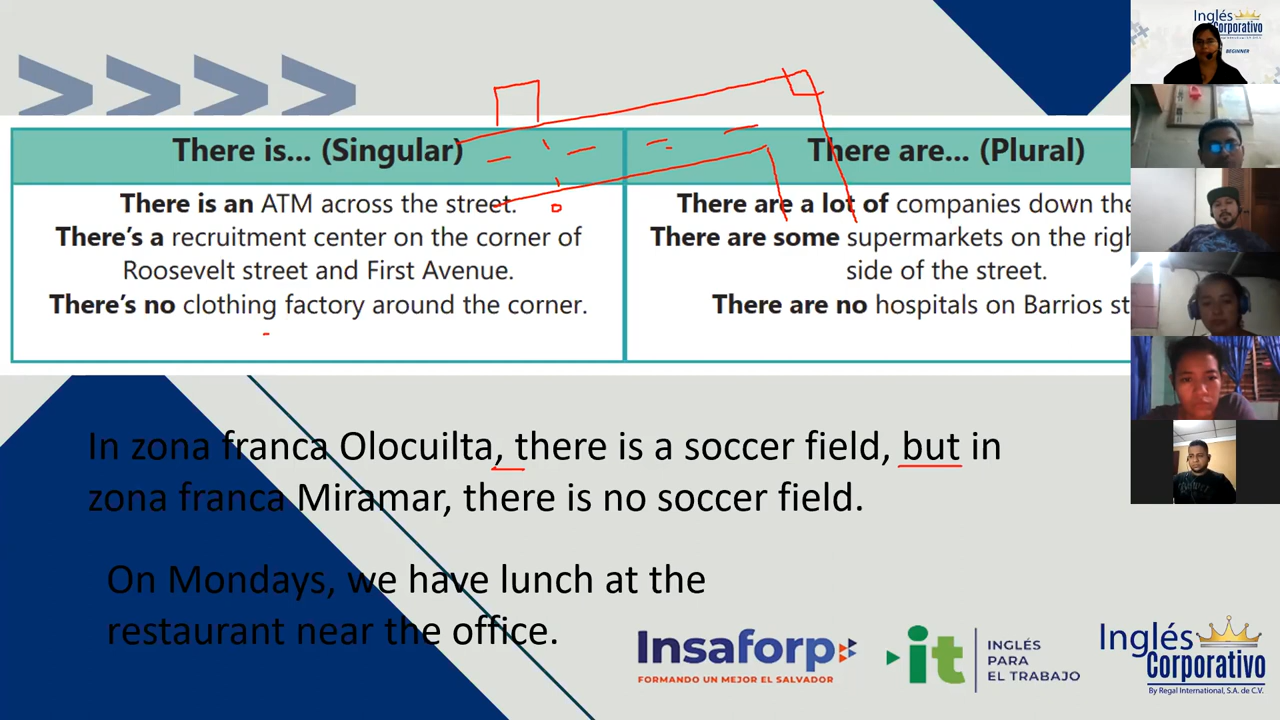 Inglés
Corporativo
BEGINNER
There is... (Singular)
There are... (Plural)
There is an ATM across the street.
There's a recruitment center on the corner of
Roosevelt street and First Avenue.
There's no clothing factory around the corner.
There are a lot of companies down the
There are some supermarkets on the
side of the street.
There are no hospitals on Barrios
In zona franca Olocuilta, there is a soccer field, but in
zona franca Miramar, there is no soccer field.
On Mondays, we have lunch at the
restaurant near the office.
Insaforp
FORMANDO UN MEJOR EL SALVADOR
it
INGLÉS
PARA
EL TRABAJO
Inglés
Corporativo
By Regal International, S.A. de C.V.